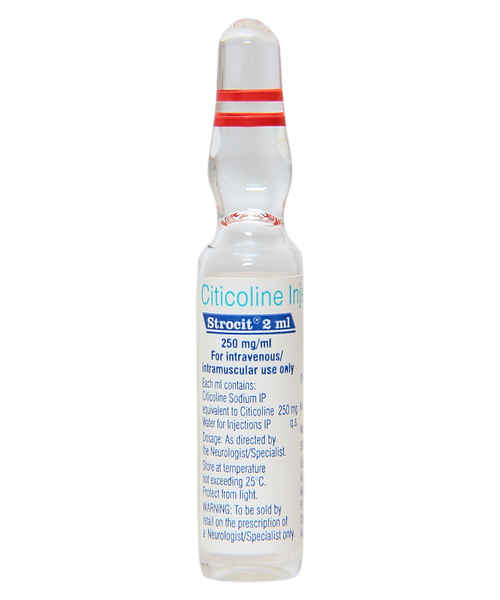 Citicoline Inj
Strocit® 2 ml
250 mg/ml
For intravenous/
intramuscular use only
Each ml contains:
Citicoline Sodium IP
equivalent to Citicoline 250 mg
Water for Injections IP q.s.
Dosage: As directed by
the Neurologist/Specialist.
Store at temperature
not exceeding 25°C.
Protect from light.
WARNING: To be sold by
retail on the prescription of
a Neurologist/Specialist only.